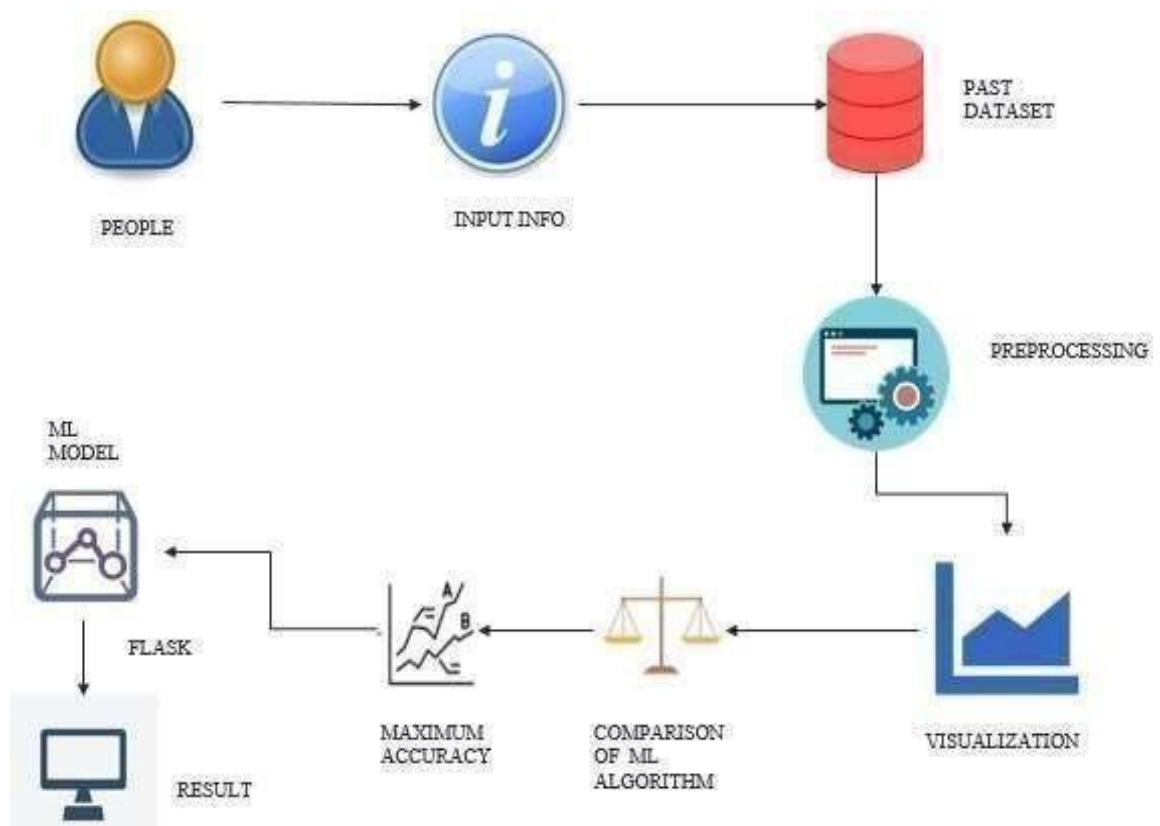 PEOPLE
INPUT INFO
PAST
DATASET
PREPROCESSING
ML
MODEL
A
B
FLASK
MAXIMUM
ACCURACY
COMPARISON
OF ML
ALGORITHM
VISUALIZATION
RESULT